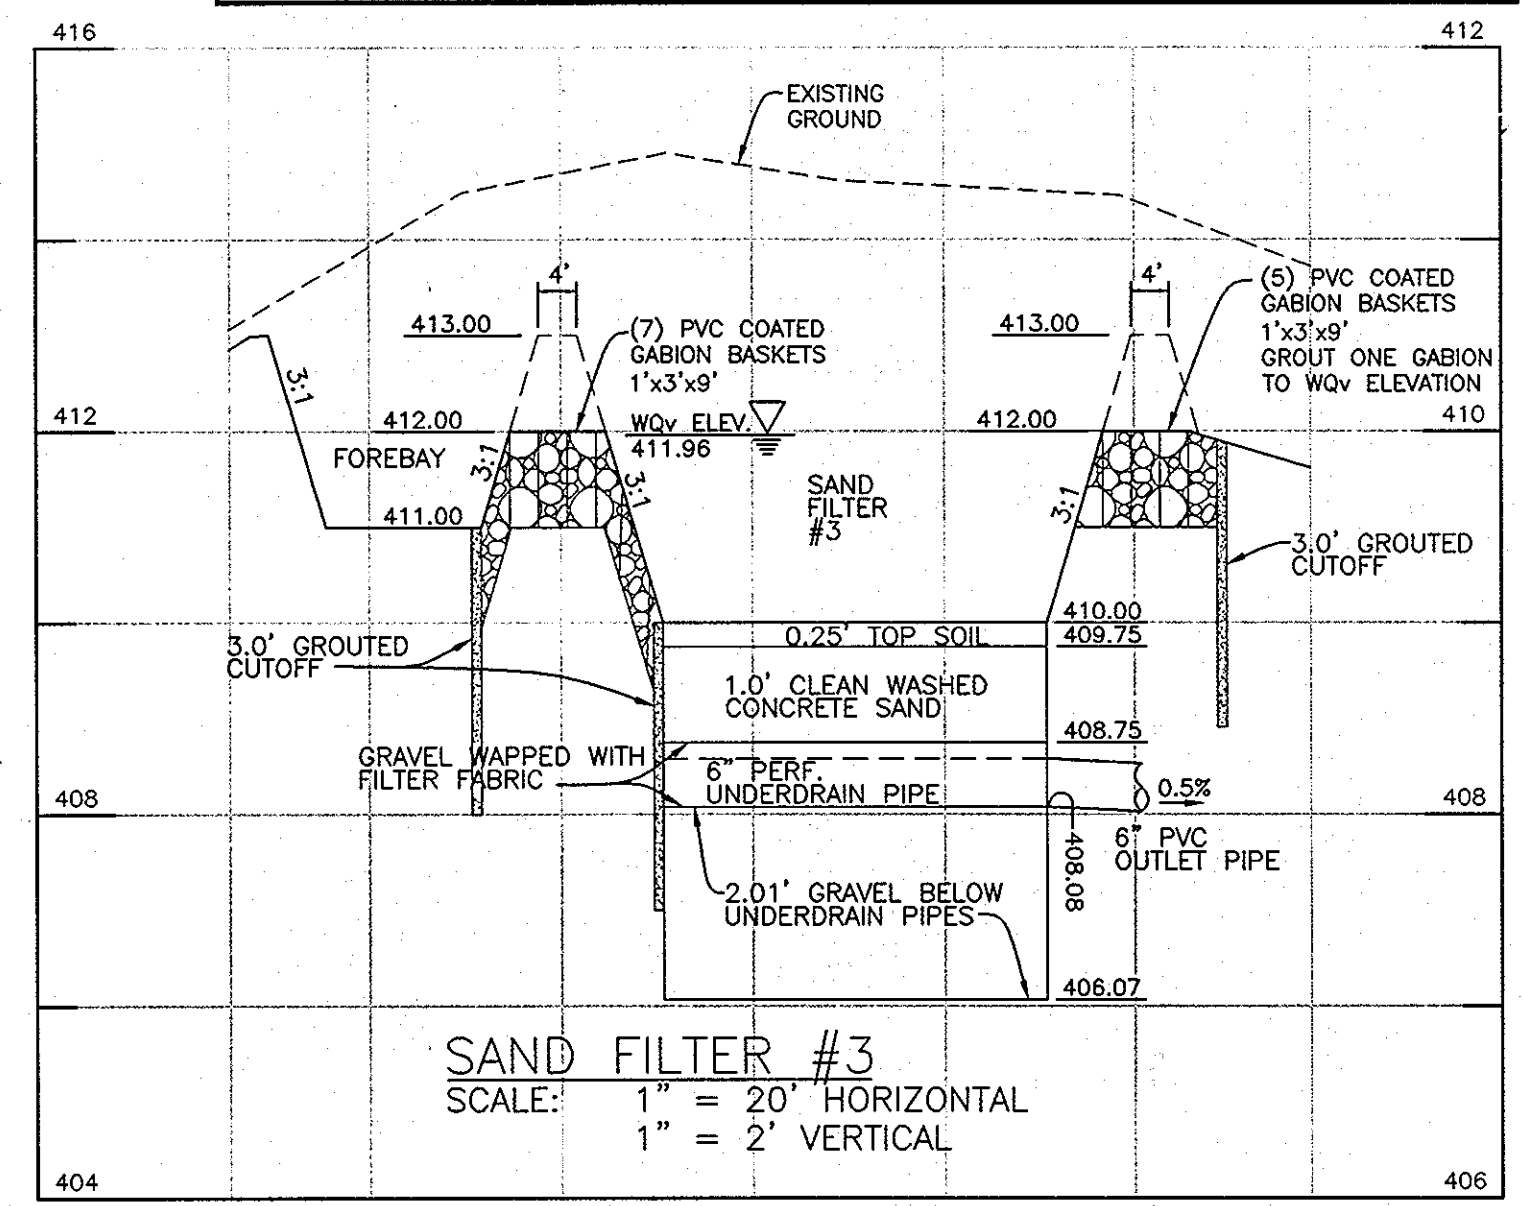 416
412
EXISTING
GROUND
4'
4'
413.00
(7) PVC COATED
GABION BASKETS
1'x3'x9'
413.00
(5) PVC COATED
GABION BASKETS
1'x3'x9'
GROUT ONE GABION
TO WQv ELEVATION
3:1
412
412.00
WQv ELEV.
411.96
412.00
410
FOREBAY
3:1
3:1
SAND
FILTER
#3
3:1
411.00
3.0' GROUTED
CUTOFF
410.00
0.25' TOP SOIL
409.75
3.0' GROUTED
CUTOFF
1.0' CLEAN WASHED
CONCRETE SAND
408.75
GRAVEL WAPPED WITH
FILTER FABRIC
6" PERF.
UNDERDRAIN PIPE
0.5%
408
408
408.08
6" PVC
OUTLET PIPE
2.01' GRAVEL BELOW
UNDERDRAIN PIPES
406.07
SAND FILTER #3
SCALE: 1" = 20' HORIZONTAL
1" = 2' VERTICAL
404
406